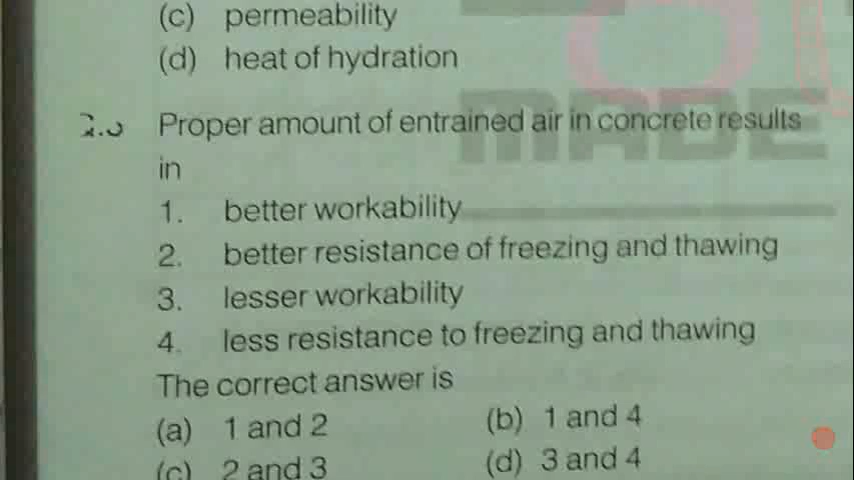 (c) permeability
(d) heat of hydration
Proper amount of entrained air in concrete results
in
1. better workability
2. better resistance of freezing and thawing
3. lesser workability
4. less resistance to freezing and thawing
The correct answer is
(a) 1 and 2 (b) 1 and 4
(c) 2 and 3 (d) 3 and 4
MADE